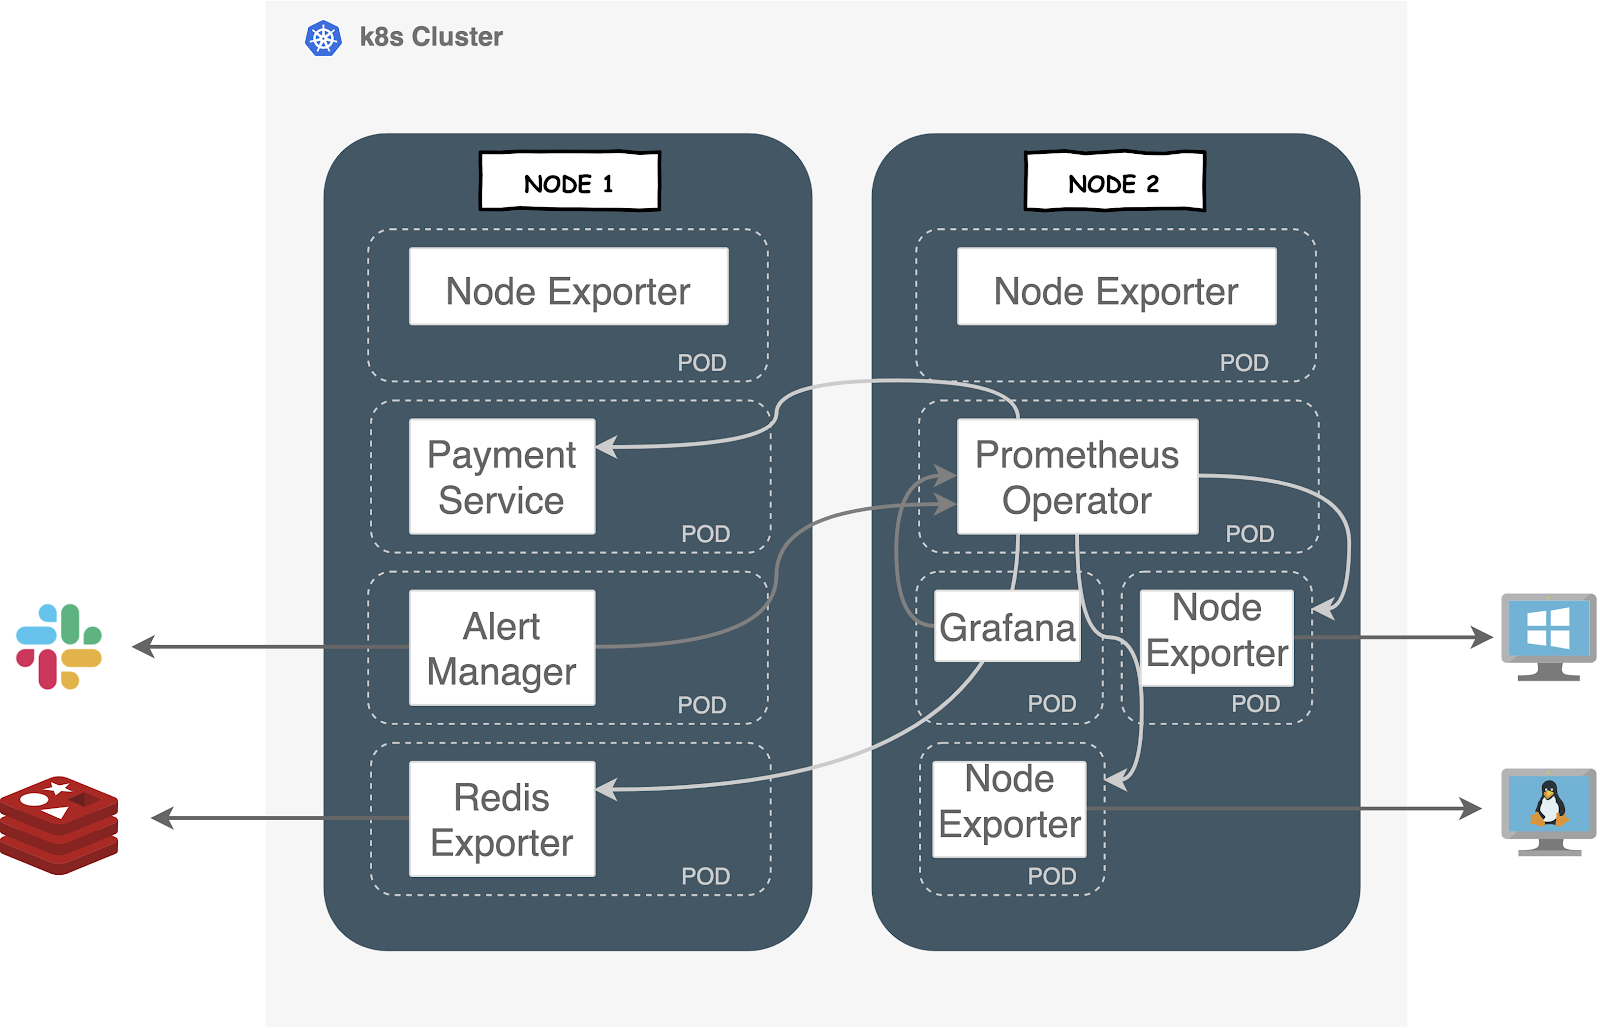 k8s Cluster
NODE 1
Node Exporter
POD
Payment
Service
POD
Alert
Manager
POD
Redis
Exporter
POD
NODE 2
Node Exporter
POD
Prometheus
Operator
POD
Grafana
POD
Node
Exporter
POD
Node
Exporter
POD